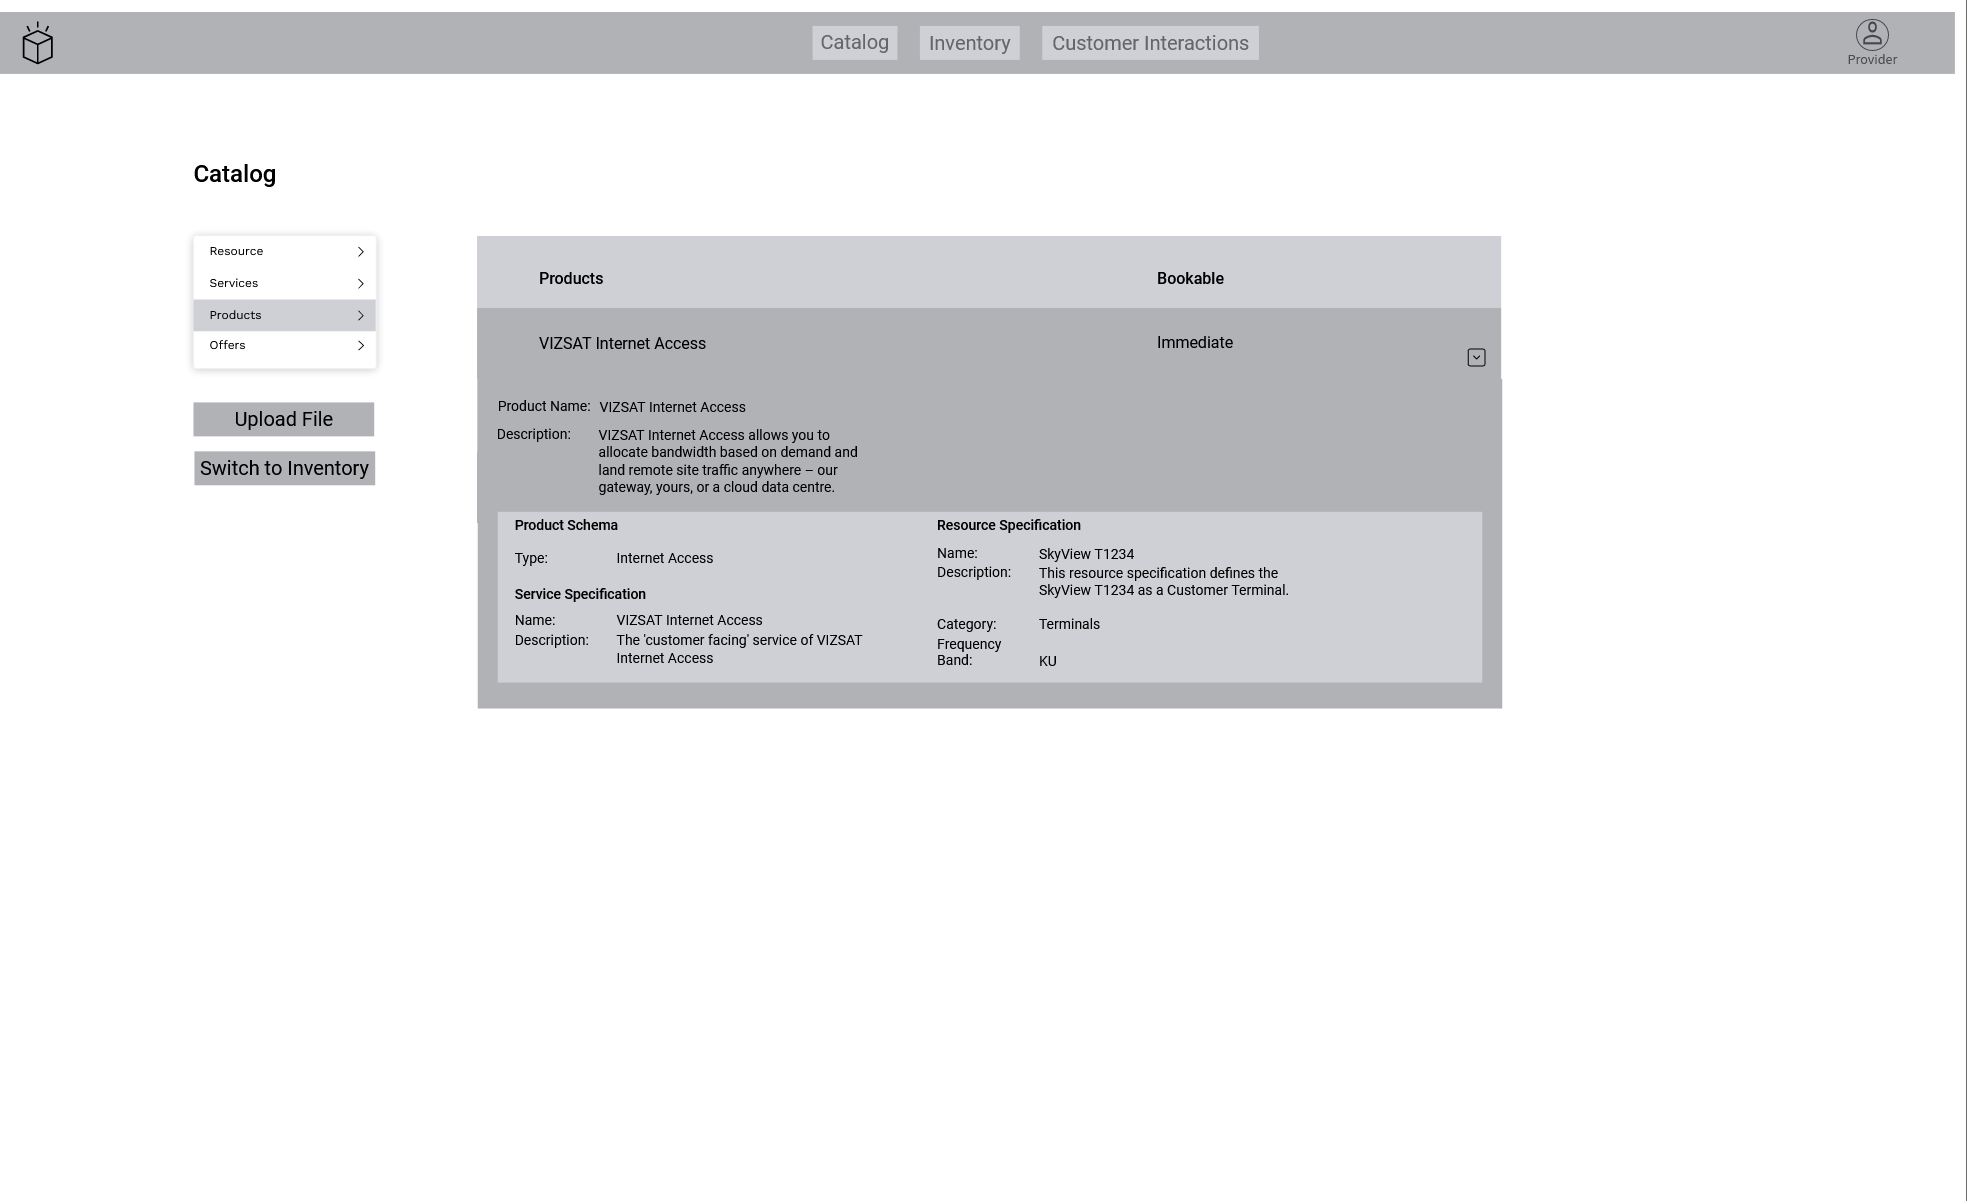 Catalog
Inventory
Customer Interactions
Provider
Catalog
Resource
Services
Products
Offers
Upload File
Switch to Inventory
Products
Bookable
VIZSAT Internet Access
Immediate
Product Name:
VIZSAT Internet Access
Description:
VIZSAT Internet Access allows you to
allocate bandwidth based on demand and
land remote site traffic anywhere – our
gateway, yours, or a cloud data centre.
Product Schema
Type:
Internet Access
Service Specification
Name:
VIZSAT Internet Access
Description:
The 'customer facing' service of VIZSAT
Internet Access
Resource Specification
Name:
SkyView T1234
Description:
This resource specification defines the
SkyView T1234 as a Customer Terminal.
Category:
Terminals
Frequency
Band:
KU